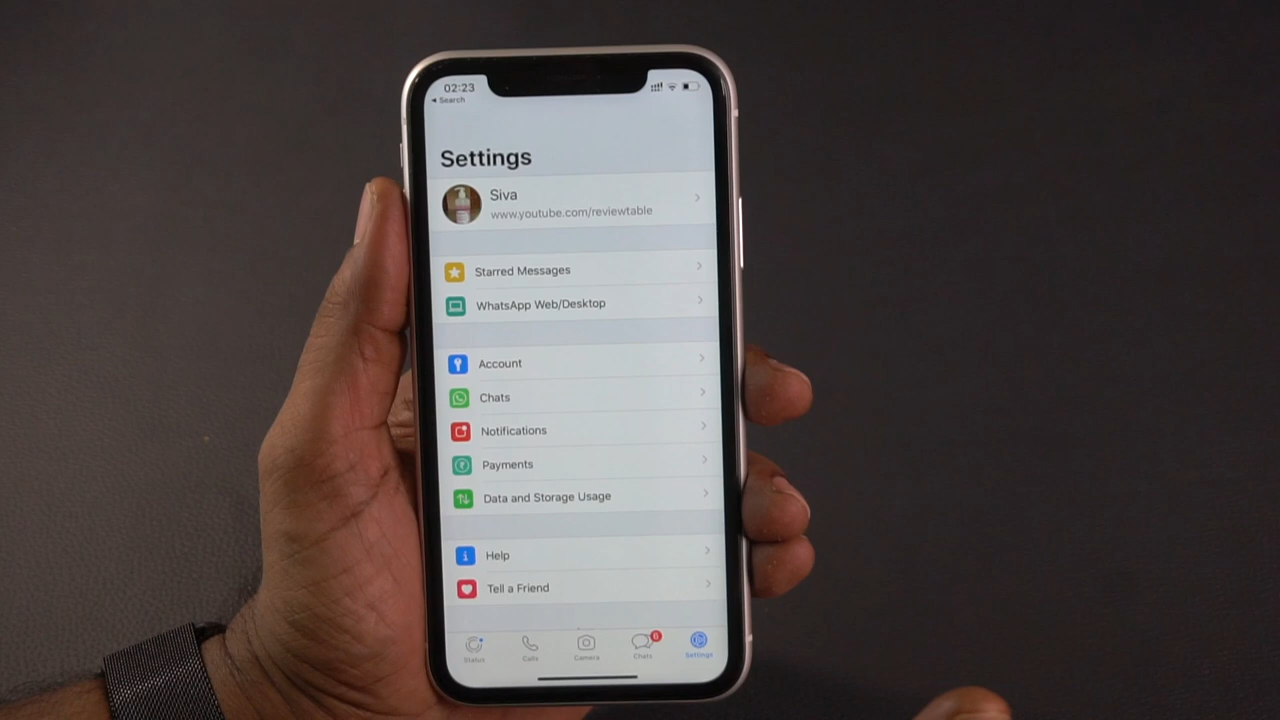 02:23
Search
Settings
Siva
www.youtube.com/reviewtable
Starred Messages
WhatsApp Web/Desktop
Account
Chats
Notifications
Payments
Data and Storage Usage
Help
Tell a Friend
6
Status
Calls
Camera
Chats
Settings